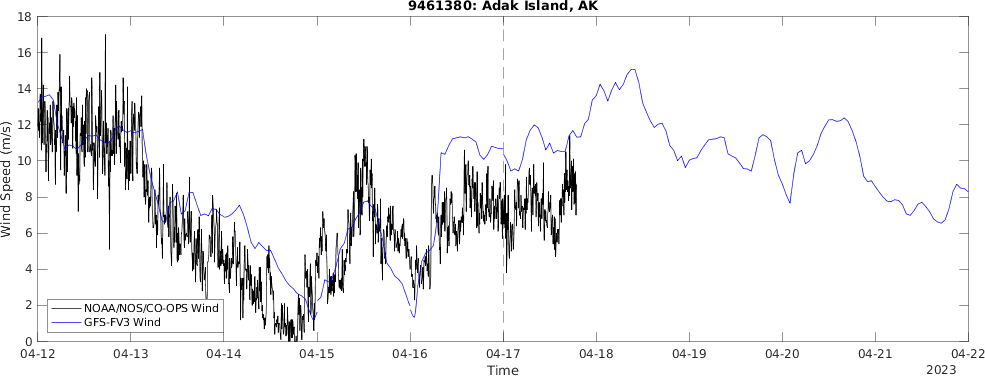 9461380: Adak Island, AK
18
16
14
12
10
8
6
4
2
0
Wind Speed (m/s)
NOAA/NOS/CO-OPS Wind
GFS-FV3 Wind
04-12 04-13 04-14 04-15 04-16 04-17 04-18 04-19 04-20 04-21 04-22
Time
2023